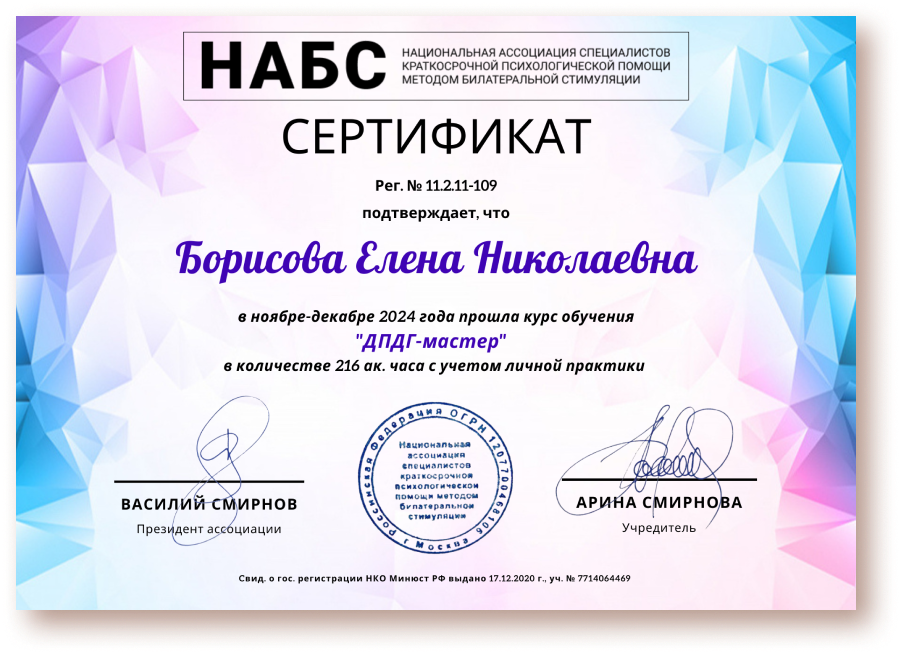 НАБС
НАЦИОНАЛЬНАЯ АССОЦИАЦИЯ СПЕЦИАЛИСТОВ
КРАТКОСРОЧНОЙ ПСИХОЛОГИЧЕСКОЙ ПОМОЩИ
МЕТОДОМ БИЛАТЕРАЛЬНОЙ СТИМУЛЯЦИИ
СЕРТИФИКАТ
Рег. № 11.2.11-109
подтверждает, что
Борисова Елена Николаевна
в ноябре-декабре 2024 года прошла курс обучения
"ДПДГ-мастер"
в количестве 216 ак. часа с учетом личной практики
Российская Федерация ОГРН 1207700468106
г Москва
Национальная
ассоциация
специалистов
краткосрочной
психологической
помощи методом
билатеральной
стимуляции
ВАСИЛИЙ СМИРНОВ
Президент ассоциации
АРИНА СМИРНОВА
Учредитель
Свид. о гос. регистрации НКО Минюст РФ выдано 17.12.2020 г., уч. № 7714064469